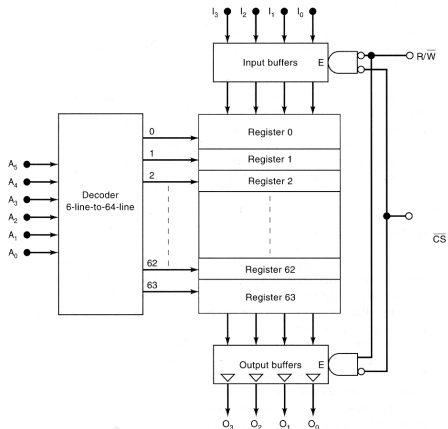 I₃ I₂ I₁ I₀
Input buffers E
R/W̅
0 Register 0
1 Register 1
2 Register 2
A₅
A₄
A₃
A₂
A₁
A₀
Decoder
6-line-to-64-line
C̅S̅
62 Register 62
63 Register 63
Output buffers E
O₃ O₂ O₁ O₀